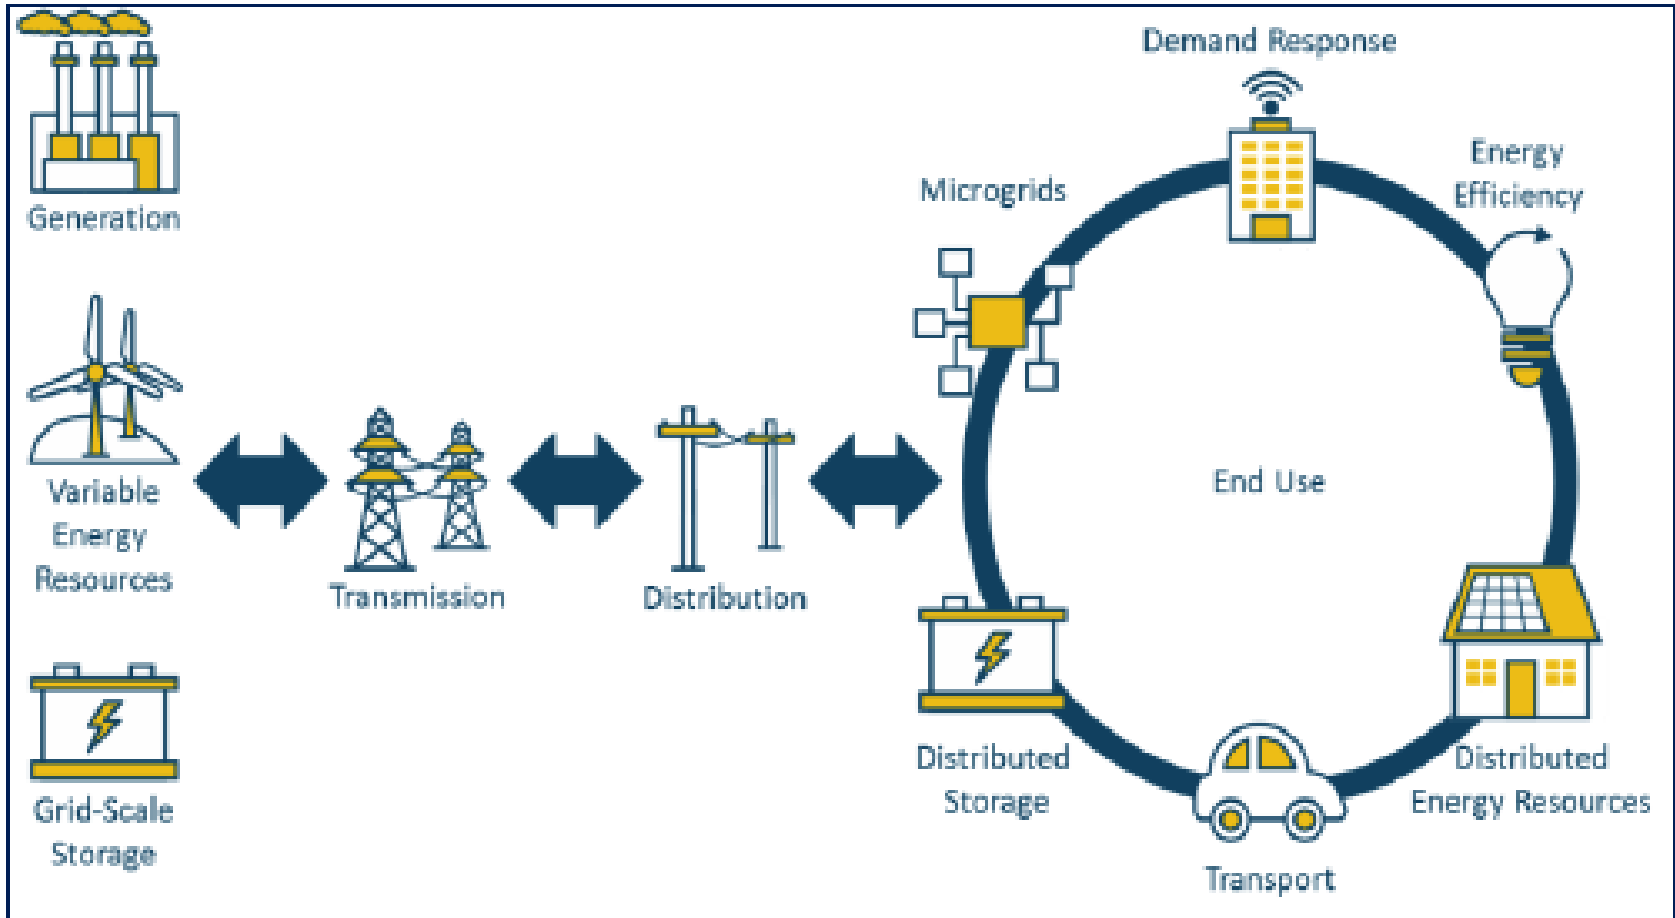 Generation
Variable
Energy
Resources
Grid-Scale
Storage
Transmission
Distribution
Demand Response
Microgrids
Energy
Efficiency
End Use
Distributed
Storage
Transport
Distributed
Energy Resources